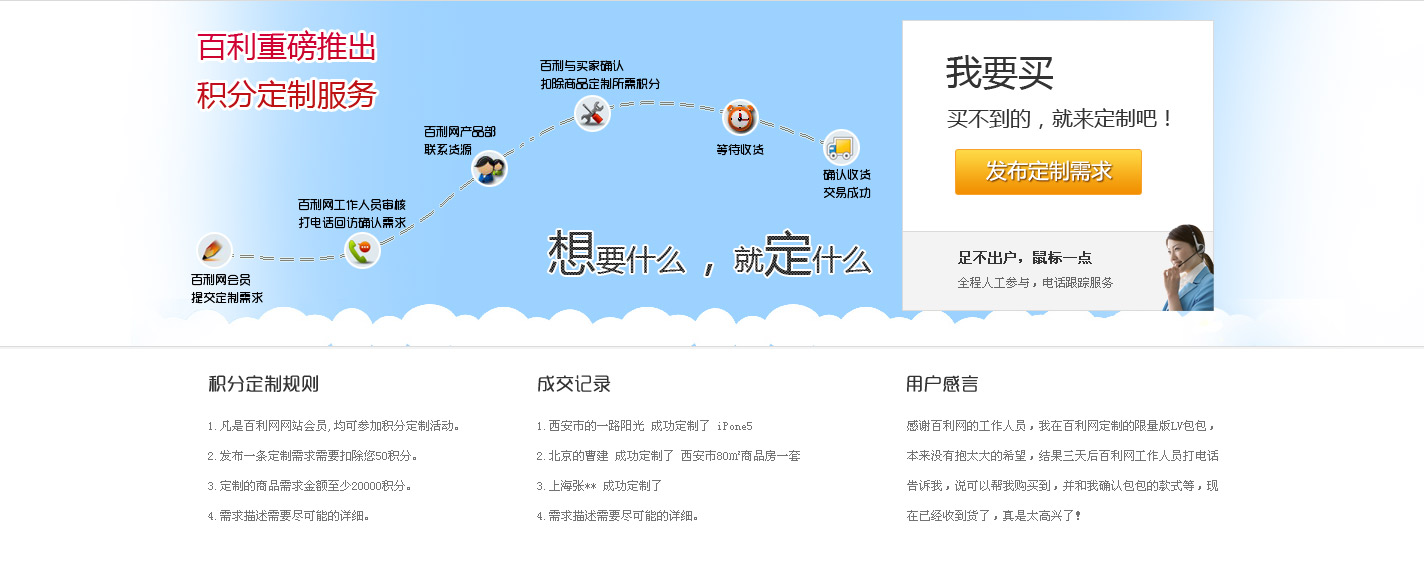 百利重磅推出
积分定制服务
百利网会员
提交定制需求
百利网工作人员审核
打电话回访确认需求
百利网产品部
联系货源
百利与买家确认
扣除商品定制所需积分
等待收货
确认收货
交易成功
想要什么，就定什么
我要买
买不到的，就来定制吧！
发布定制需求
足不出户，鼠标一点
全程人工参与，电话跟踪服务
积分定制规则
1.凡是百利网网站会员,均可参加积分定制活动。
2.发布一条定制需求需要扣除您50积分。
3.定制的商品需求金额至少20000积分。
4.需求描述需要尽可能的详细。
成交记录
1.西安市的一路阳光 成功定制了 iPone5
2.北京的曹建 成功定制了 西安市80㎡商品房一套
3.上海张** 成功定制了
4.需求描述需要尽可能的详细。
用户感言
感谢百利网的工作人员，我在百利网定制的限量版LV包包，
本来没有抱太大的希望，结果三天后百利网工作人员打电话
告诉我，说可以帮我购买到，并和我确认包包的款式等，现
在已经收到货了，真是太高兴了！